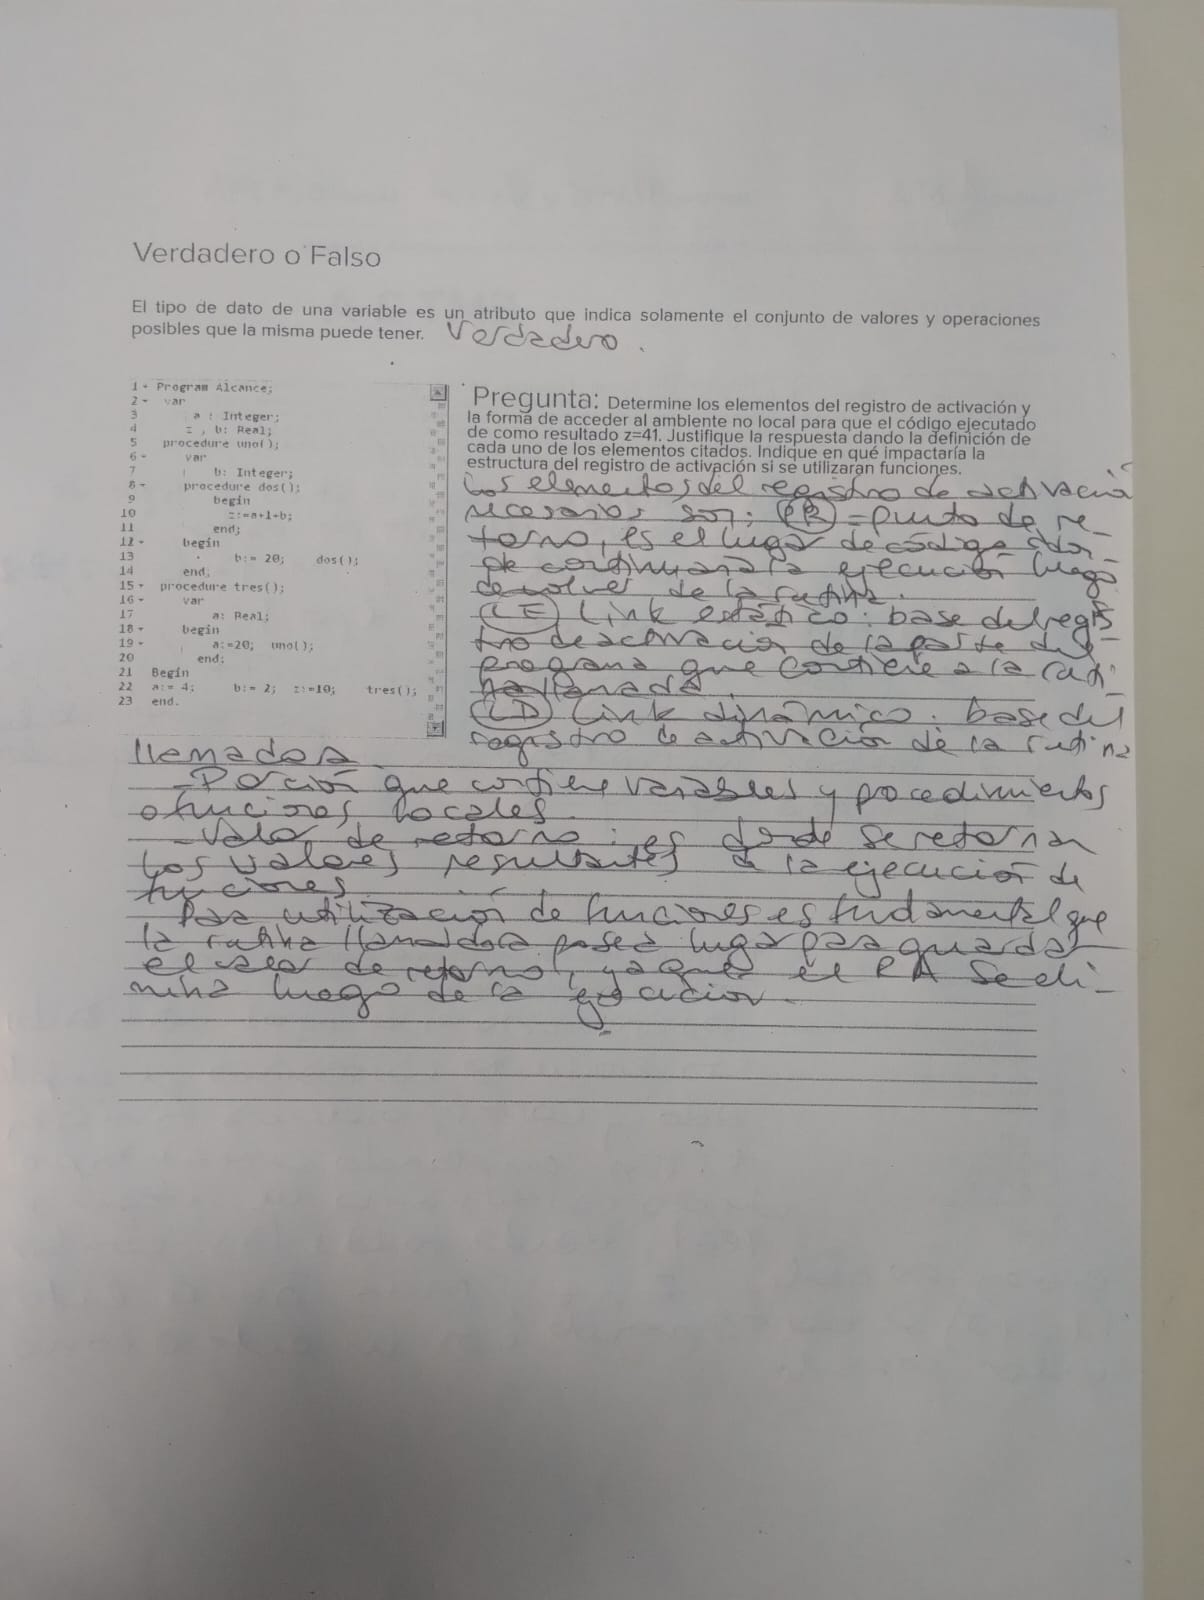 Verdadero o Falso
El tipo de dato de una variable es un atributo que indica solamente el conjunto de valores y operaciones
posibles que la misma puede tener. Verdadero.
1 Program Alcance;
2 var
3 a : Integer;
4 z , b: Real;
5 procedure uno();
6 var
7 b: Integer;
8 procedure dos();
9 begin
10 z:=a+1+b;
11 end;
12 begin
13 b:= 20; dos();
14 end;
15 procedure tres();
16 var
17 a: Real;
18 begin
19 a:=20; uno();
20 end;
21 Begin
22 a:= 4; b:= 2; z:=10; tres();
23 end.
Pregunta: Determine los elementos del registro de activación y
la forma de acceder al ambiente no local para que el código ejecutado
de como resultado z=41. Justifique la respuesta dando la definición de
cada uno de los elementos citados. Indique en qué impactaría la
estructura del registro de activación si se utilizaran funciones.
Los elementos del registro de activación
necesarios son: PR = punto de re-
torno, es el lugar de código don-
de continuará la ejecución luego
de volver de la rutina.
(LE) Link estático: base del regis-
tro de activación de la parte del
programa que contiene a la ruti-
na llamada.
(LD) Link dinámico. base del
registro de activación de la rutina
llamadora.
- Porción que contiene variables y procedimientos
o funciones locales.
- Valor de retorno: es donde se retornan
los valores resultantes de la ejecución de
funciones.
Para utilización de funciones es fundamental que
la rutina llamadora posea lugar para guardar
el valor de retorno, ya que el RA se eli-
mina luego de la ejecución.